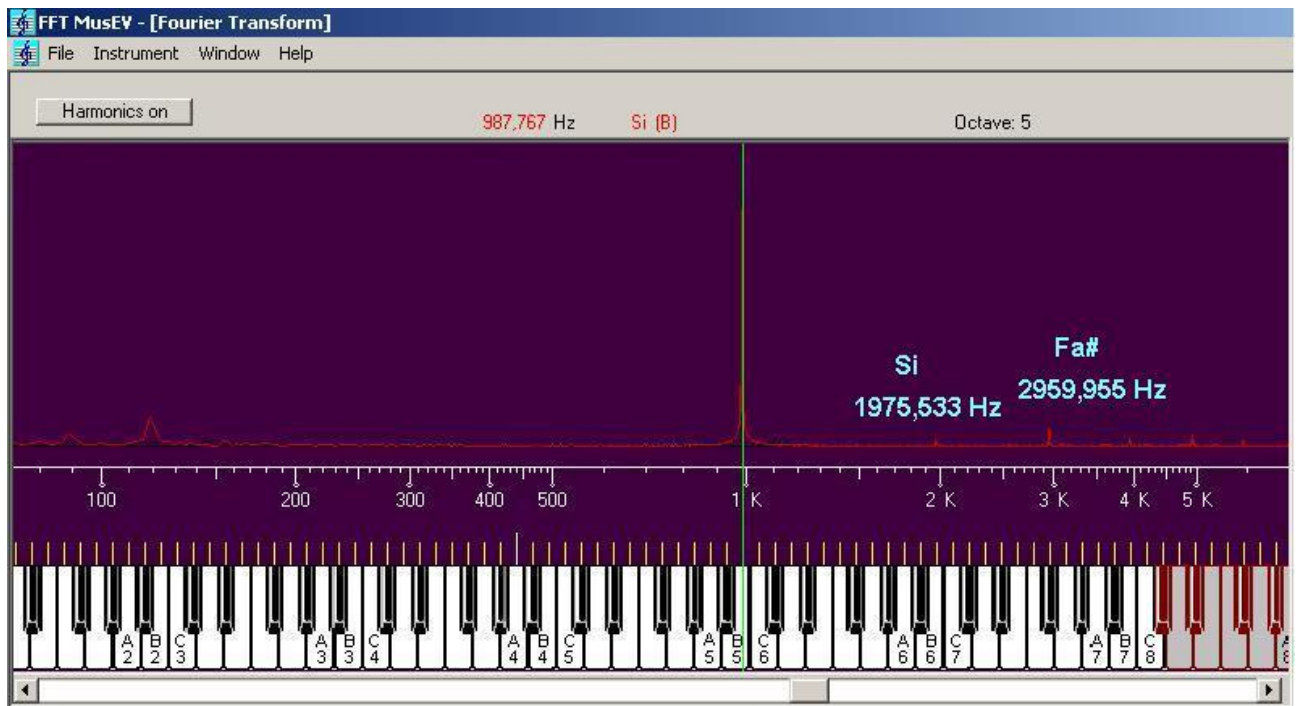 FFT MusEV - [Fourier Transform]
File Instrument Window Help
Harmonics on
987,767 Hz Si (B) Octave: 5
Fa#
Si
2959,955 Hz
1975,533 Hz
100 200 300 400 500 1 K 2 K 3 K 4 K 5 K
A B C A B C A B C A B C A B C A B C A
2 2 3 3 3 4 4 4 5 5 5 6 6 6 7 7 7 8 8